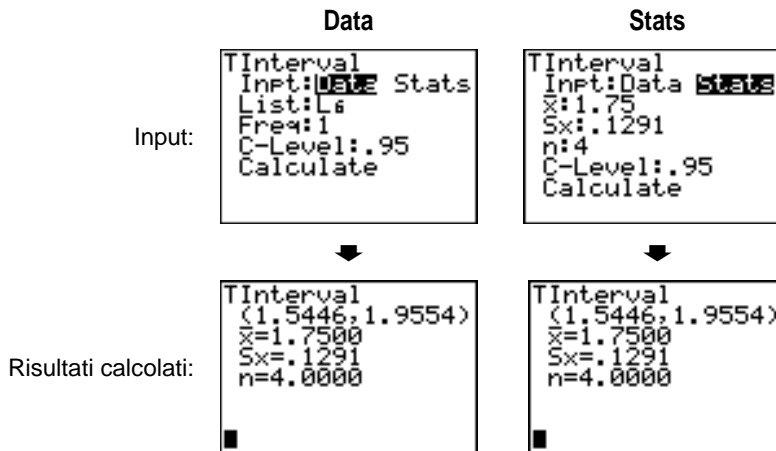 Data
Stats
Input:
TInterval
Inpt:Data Stats
List:L₆
Freq:1
C-Level:.95
Calculate
TInterval
Inpt:Data Stats
x̄:1.75
Sx:.1291
n:4
C-Level:.95
Calculate
Risultati calcolati:
TInterval
(1.5446,1.9554)
x̄=1.7500
Sx=.1291
n=4.0000
TInterval
(1.5446,1.9554)
x̄=1.7500
Sx=.1291
n=4.0000